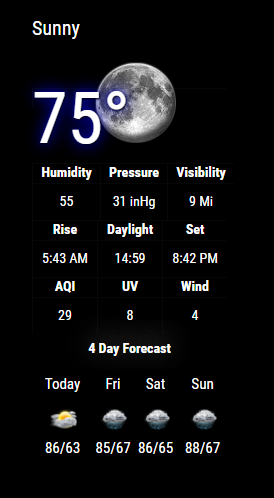 Sunny
75°
Humidity Pressure Visibility
55 31 inHg 9 Mi
Rise Daylight Set
5:43 AM 14:59 8:42 PM
AQI UV Wind
29 8 4
4 Day Forecast
Today Fri Sat Sun
86/63 85/67 86/65 88/67